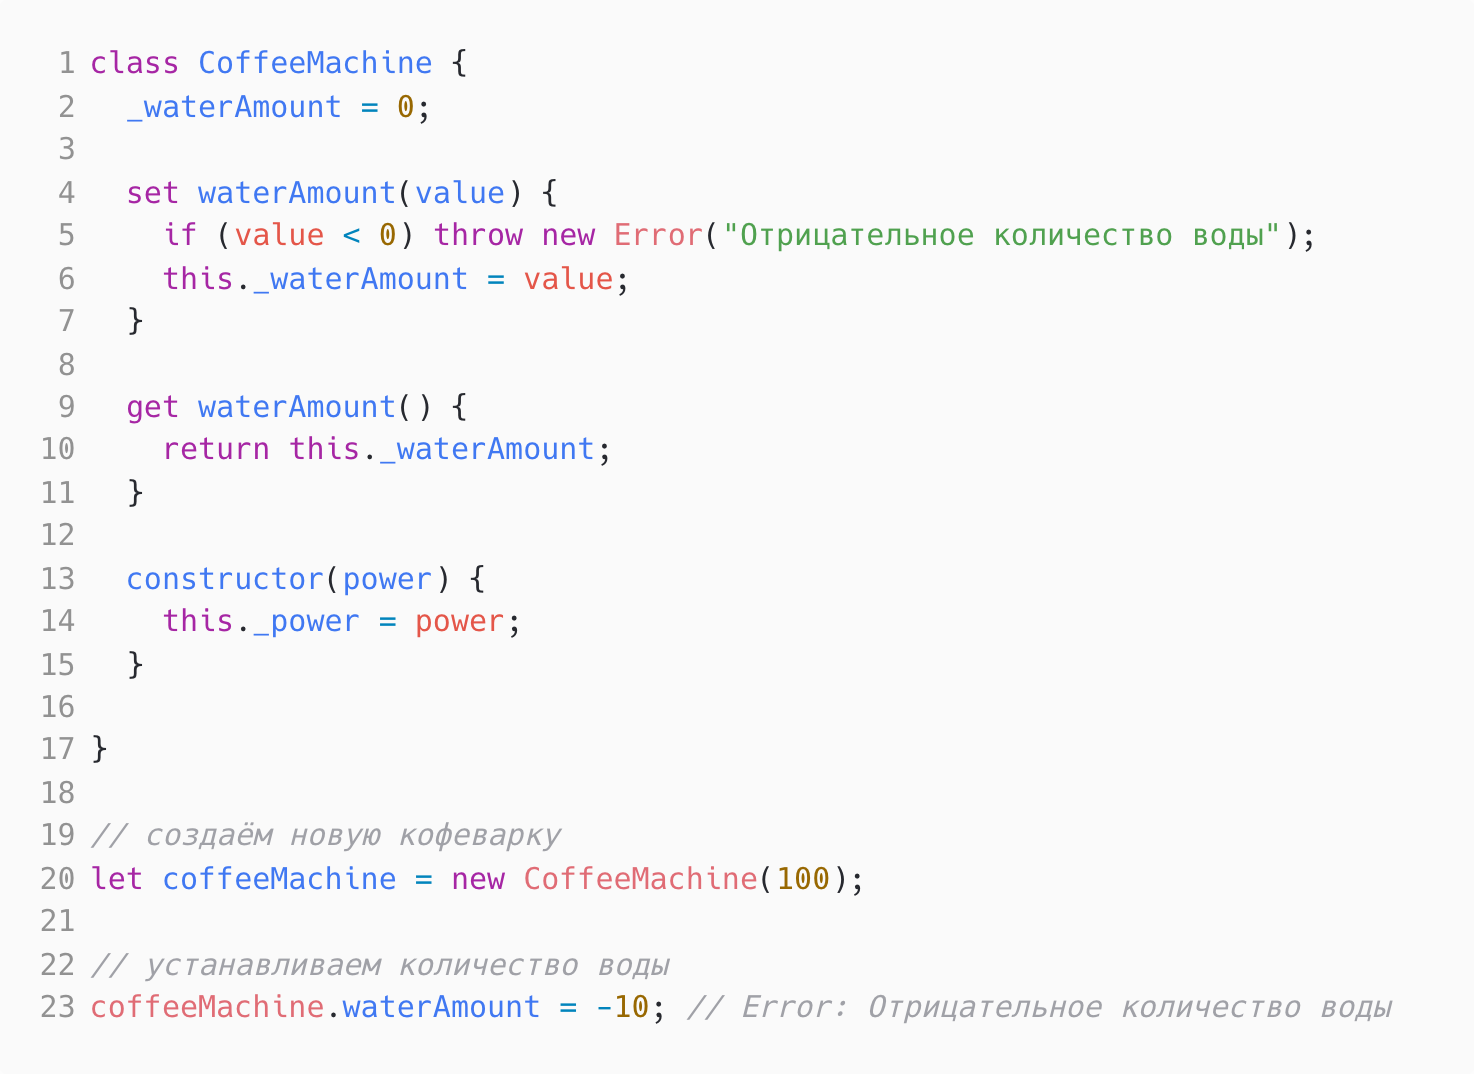 1 class CoffeeMachine {
2   _waterAmount = 0;
3
4   set waterAmount(value) {
5     if (value < 0) throw new Error("Отрицательное количество воды");
6     this._waterAmount = value;
7   }
8
9   get waterAmount() {
10     return this._waterAmount;
11   }
12
13   constructor(power) {
14     this._power = power;
15   }
16
17 }
18
19 // создаём новую кофеварку
20 let coffeeMachine = new CoffeeMachine(100);
21
22 // устанавливаем количество воды
23 coffeeMachine.waterAmount = -10; // Error: Отрицательное количество воды